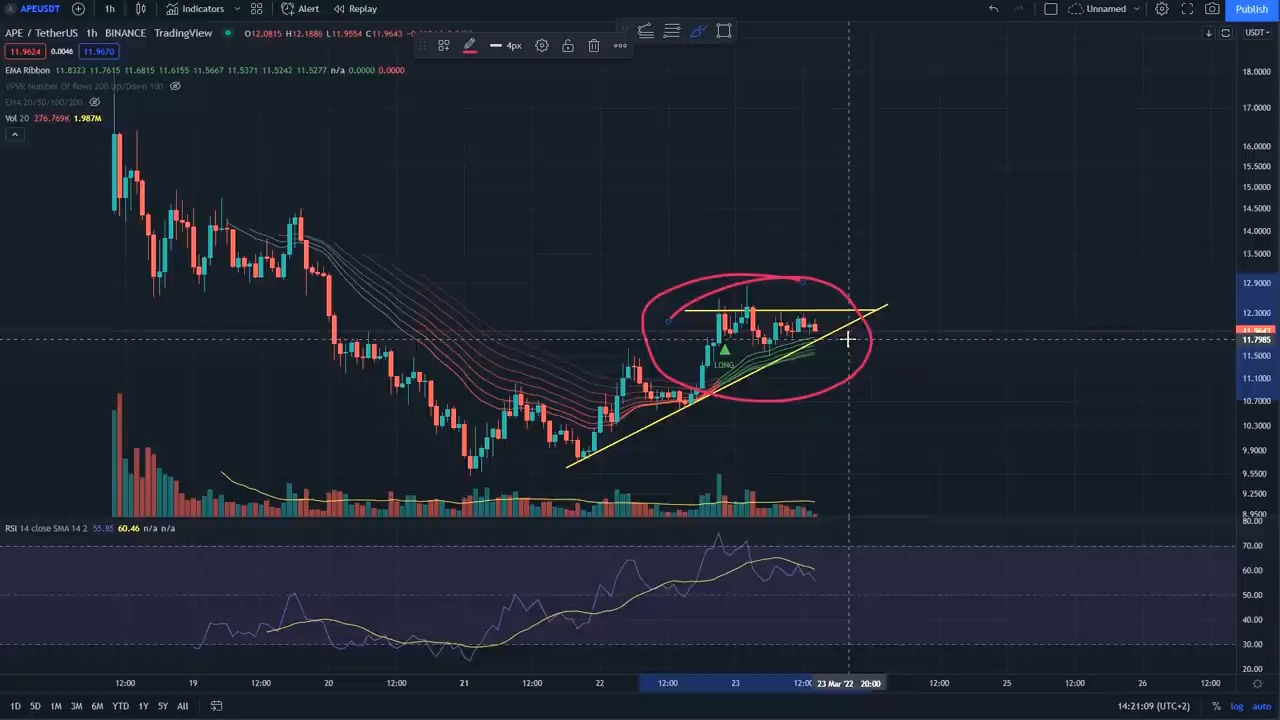 APEUSDT 1h Indicators Alert Replay Unnamed Publish
APE / TetherUS 1h BINANCE TradingView O12.0815 H12.1886 L11.9554 C11.9643 USDT
4px
11.9624 0.0046 11.9670
EMA Ribbon 11.8323 11.7615 11.6815 11.6155 11.5667 11.5371 11.5242 11.5277 n/a 0.0000 0.0000
VPVR Number Of Rows 200 Up/Down 100
EMA 20/50/100/200
Vol 20 276.769K 1.987M
18.0000
17.0000
16.0000
15.5000
15.0000
14.5000
14.0000
13.5000
12.9000
12.3000
11.9643
11.7985
11.5000
11.1000
10.7000
10.3000
9.9000
9.5500
9.2500
8.9500
LONG
RSI 14 close SMA 14 2 55.85 60.46 n/a n/a
80.00
70.00
60.00
50.00
40.00
30.00
20.00
12:00 19 12:00 20 12:00 21 12:00 22 12:00 23 12:00 23 Mar '22 20:00 12:00 25 12:00 26 12:00
1D 5D 1M 3M 6M YTD 1Y 5Y All 14:21:09 (UTC+2) % log auto